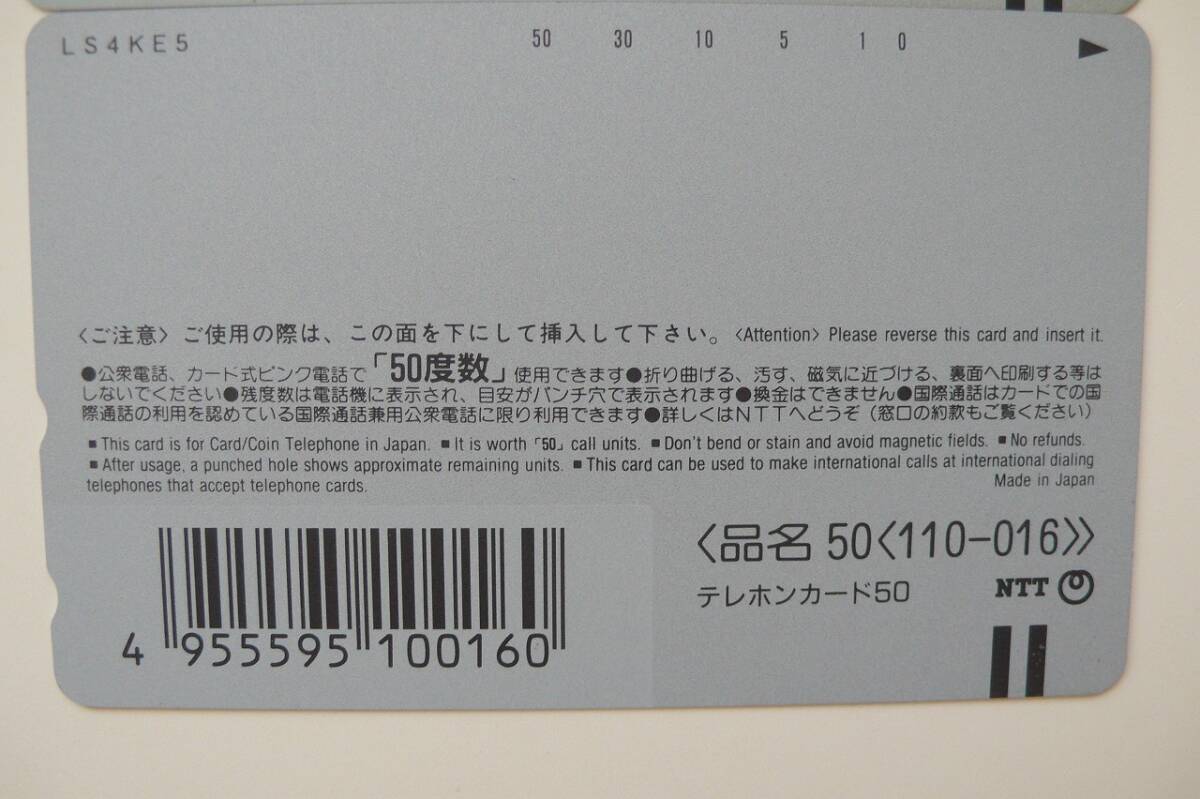 LS4KE5 50 30 10 5 1 0 ▶
〈ご注意〉ご使用の際は、この面を下にして挿入して下さい。〈Attention〉Please reverse this card and insert it.
●公衆電話、カード式ピンク電話で「50度数」使用できます●折り曲げる、汚す、磁気に近づける、裏面へ印刷する等は
しないでください●残度数は電話機に表示され、目安がパンチ穴で表示されます●換金はできません●国際通話はカードでの国
際通話の利用を認めている国際通話兼用公衆電話に限り利用できます●詳しくはNTTへどうぞ(窓口の約款もご覧ください)
■This card is for Card/Coin Telephone in Japan. ■It is worth「50」call units. ■Don't bend or stain and avoid magnetic fields. ■No refunds.
■After usage, a punched hole shows approximate remaining units. ■This card can be used to make international calls at international dialing
telephones that accept telephone cards. Made in Japan
〈品名 50〈110-016〉〉
テレホンカード50 NTT
4 955595 100160